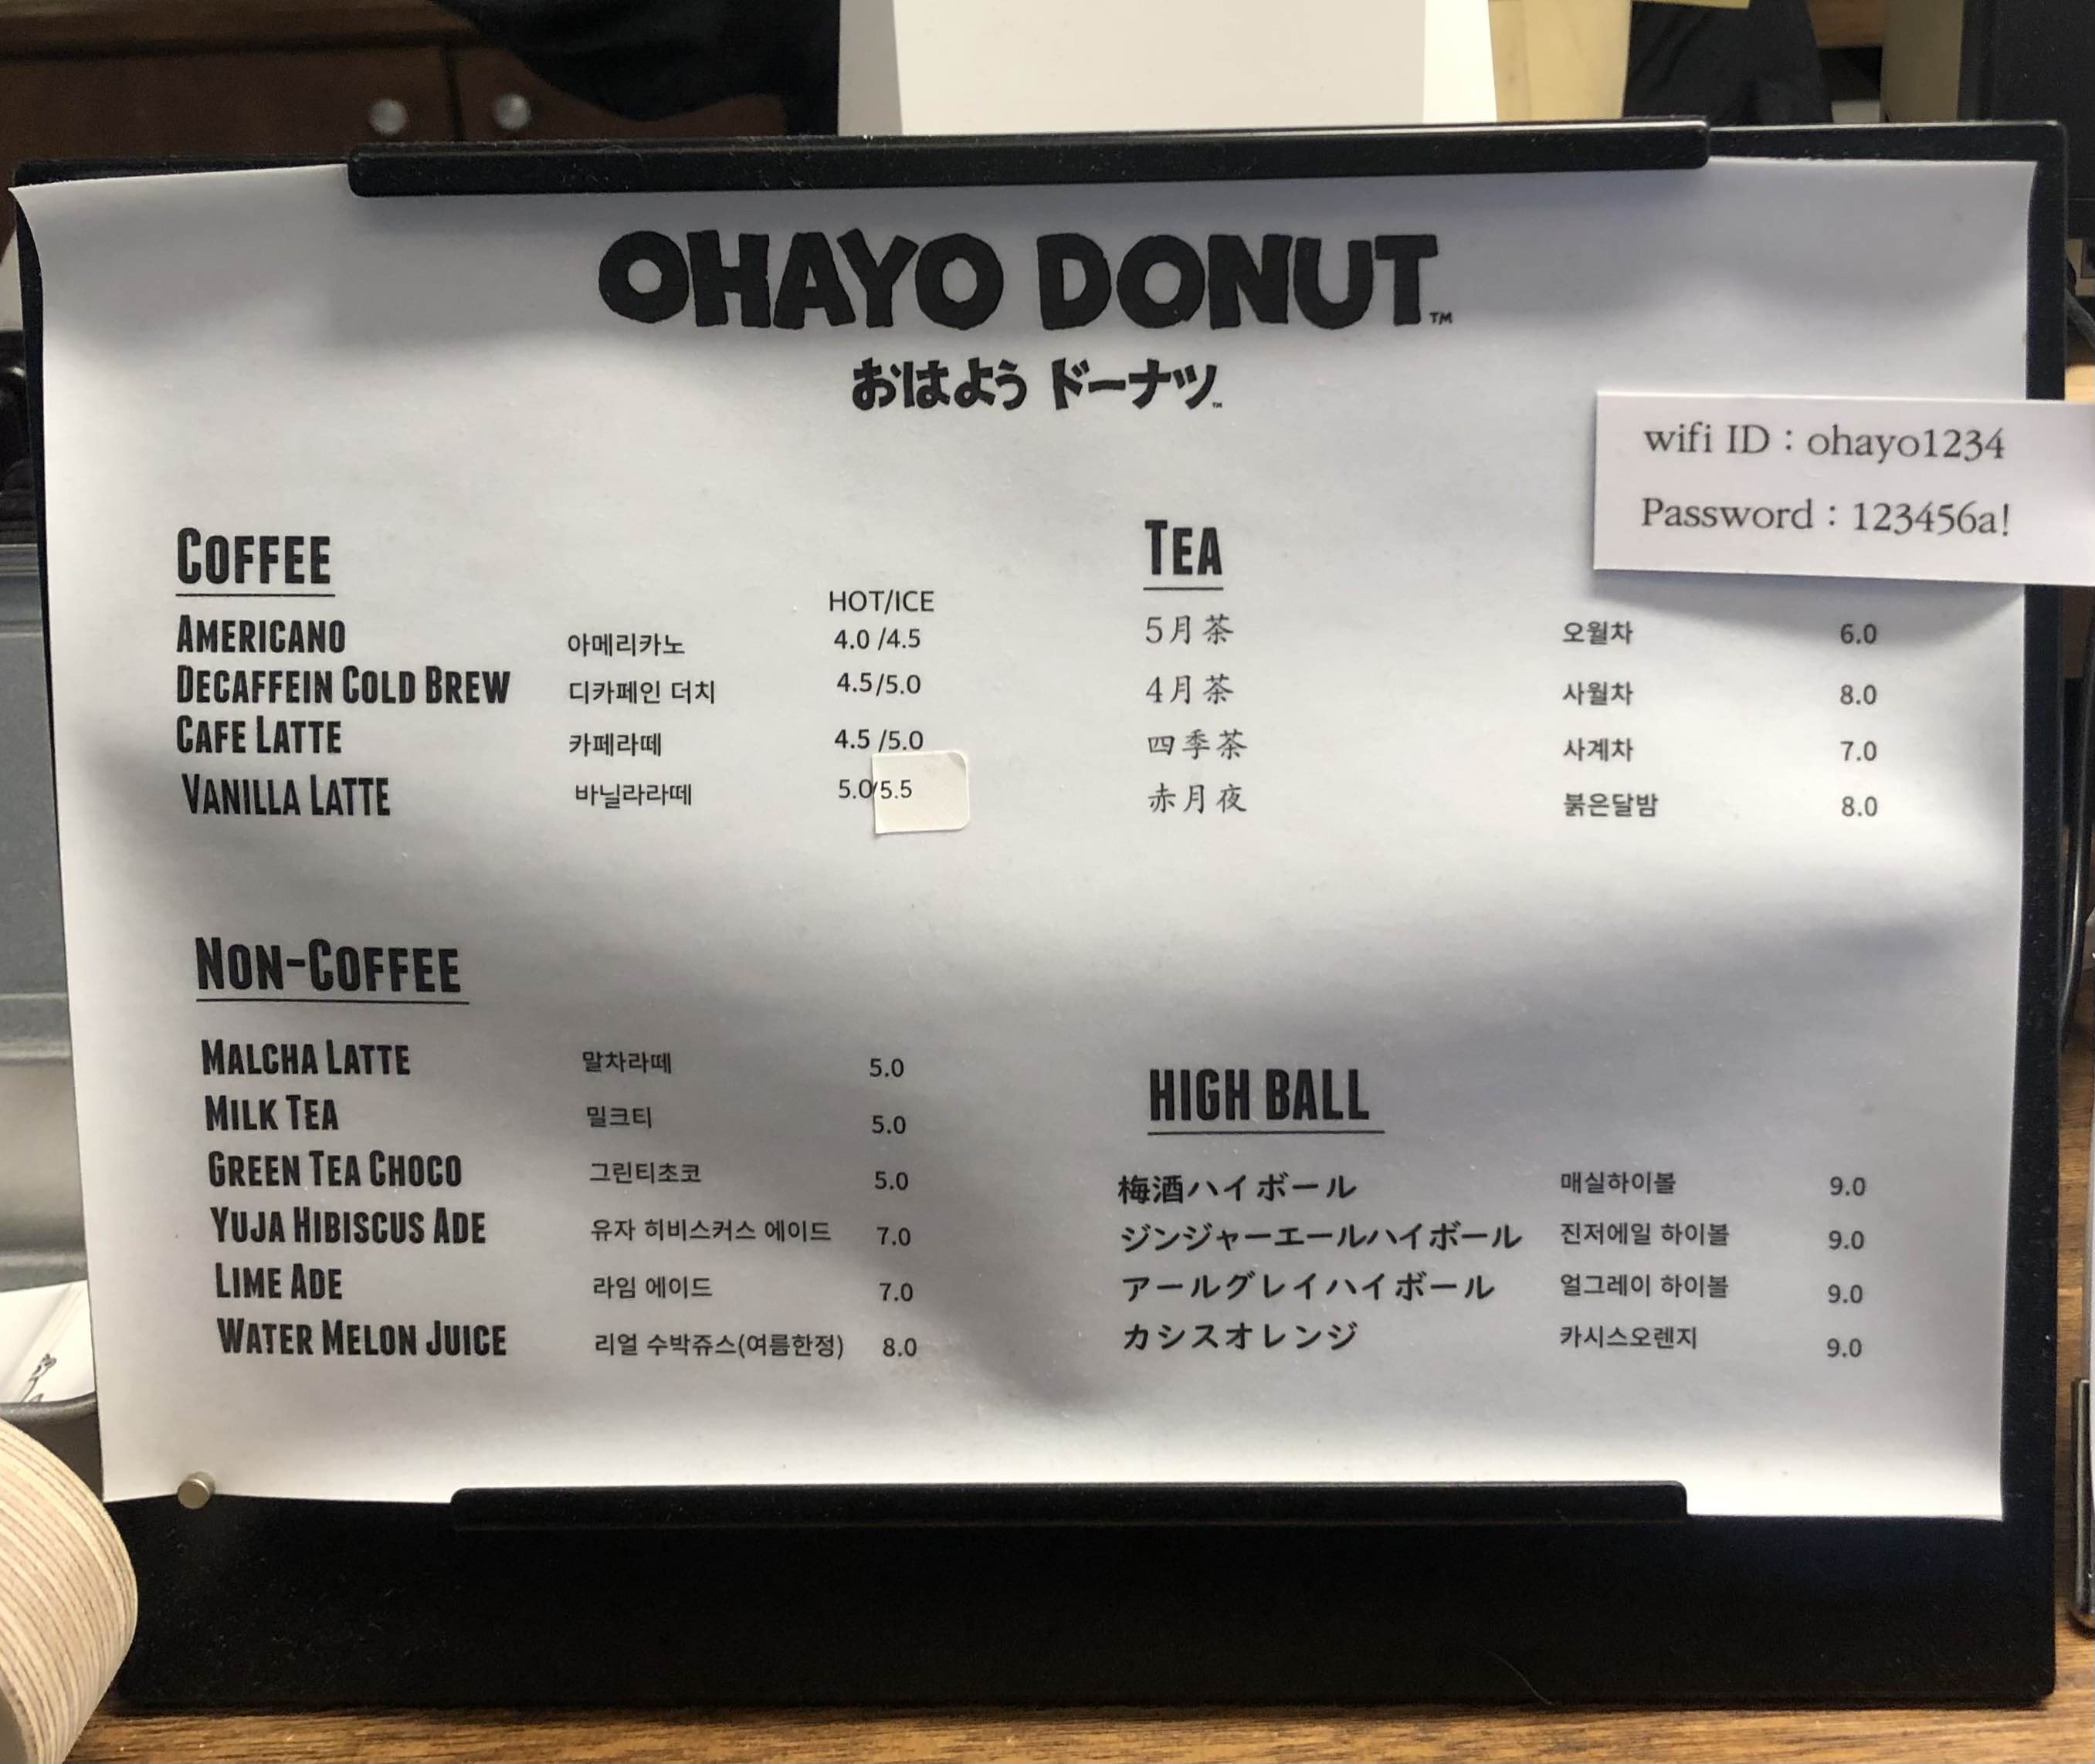 OHAYO DONUT™
おはよう ドーナツ™
wifi ID : ohayo1234
Password : 123456a!
COFFEE
HOT/ICE
AMERICANO 아메리카노 4.0 /4.5
DECAFFEIN COLD BREW 디카페인 더치 4.5/5.0
CAFE LATTE 카페라떼 4.5 /5.0
VANILLA LATTE 바닐라라떼 5.0/5.5
TEA
5月茶 오월차 6.0
4月茶 사월차 8.0
四季茶 사계차 7.0
赤月夜 붉은달밤 8.0
NON-COFFEE
MALCHA LATTE 말차라떼 5.0
MILK TEA 밀크티 5.0
GREEN TEA CHOCO 그린티초코 5.0
YUJA HIBISCUS ADE 유자 히비스커스 에이드 7.0
LIME ADE 라임 에이드 7.0
WATER MELON JUICE 리얼 수박쥬스(여름한정) 8.0
HIGH BALL
梅酒ハイボール 매실하이볼 9.0
ジンジャーエールハイボール 진저에일 하이볼 9.0
アールグレイハイボール 얼그레이 하이볼 9.0
カシスオレンジ 카시스오렌지 9.0